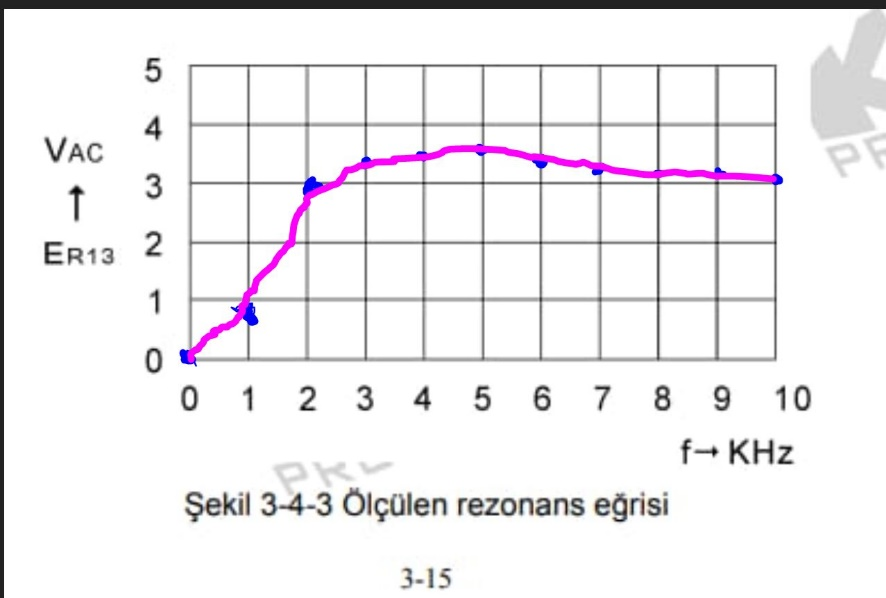 5
4
VAC
3
↑
2
ER13
1
0
0 1 2 3 4 5 6 7 8 9 10
f→ KHz
Şekil 3-4-3 Ölçülen rezonans eğrisi
3-15